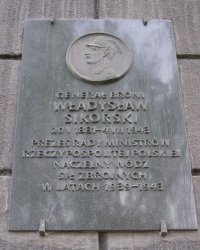 GENERAŁ BRONI
WŁADYSŁAW
SIKORSKI
20 V 1881-4 VII 1943
PREZES RADY MINISTRÓW
RZECZYPOSPOLITEJ POLSKIEJ
NACZELNY WÓDZ
SIŁ ZBROJNYCH
W LATACH 1939-1943